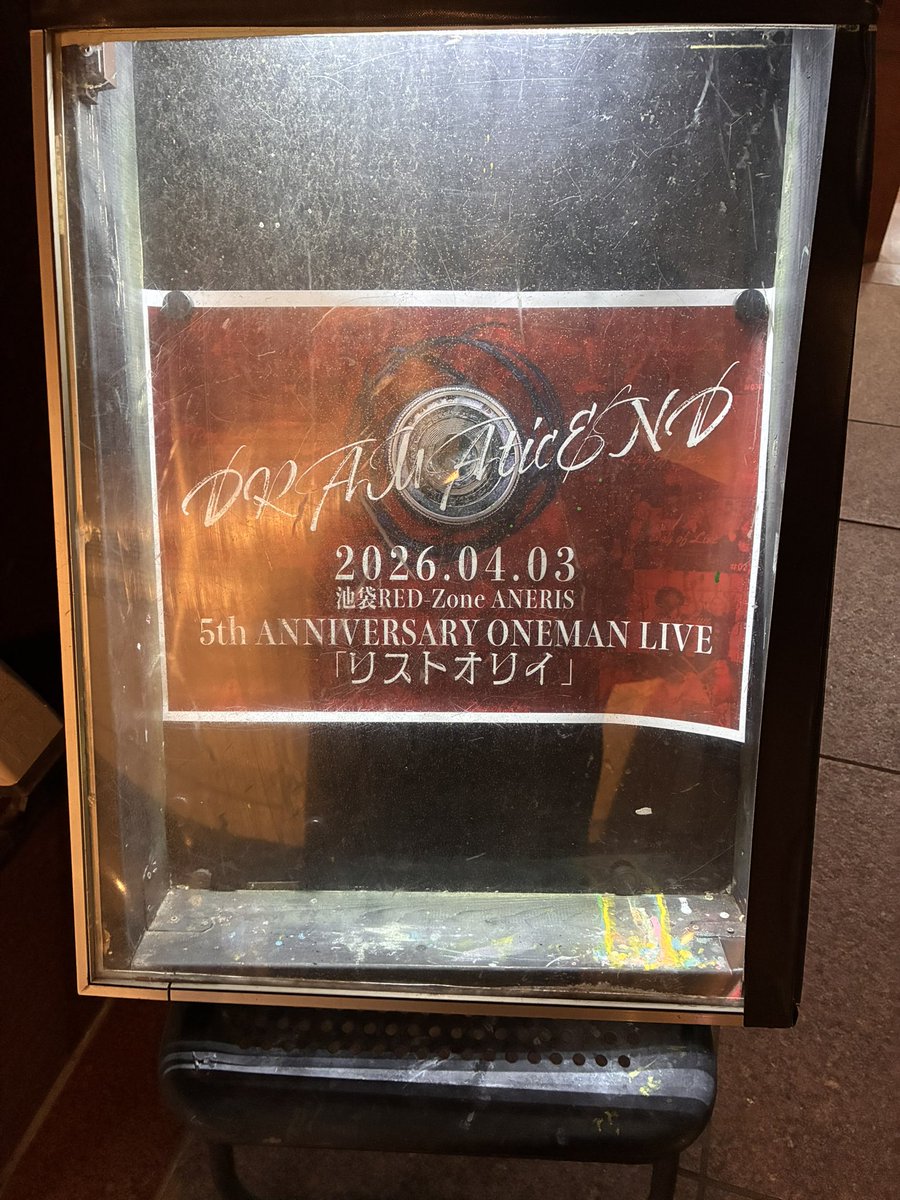 DRAMAticEND
2026.04.03
池袋RED-Zone ANERIS
5th ANNIVERSARY ONEMAN LIVE
「リストオリイ」